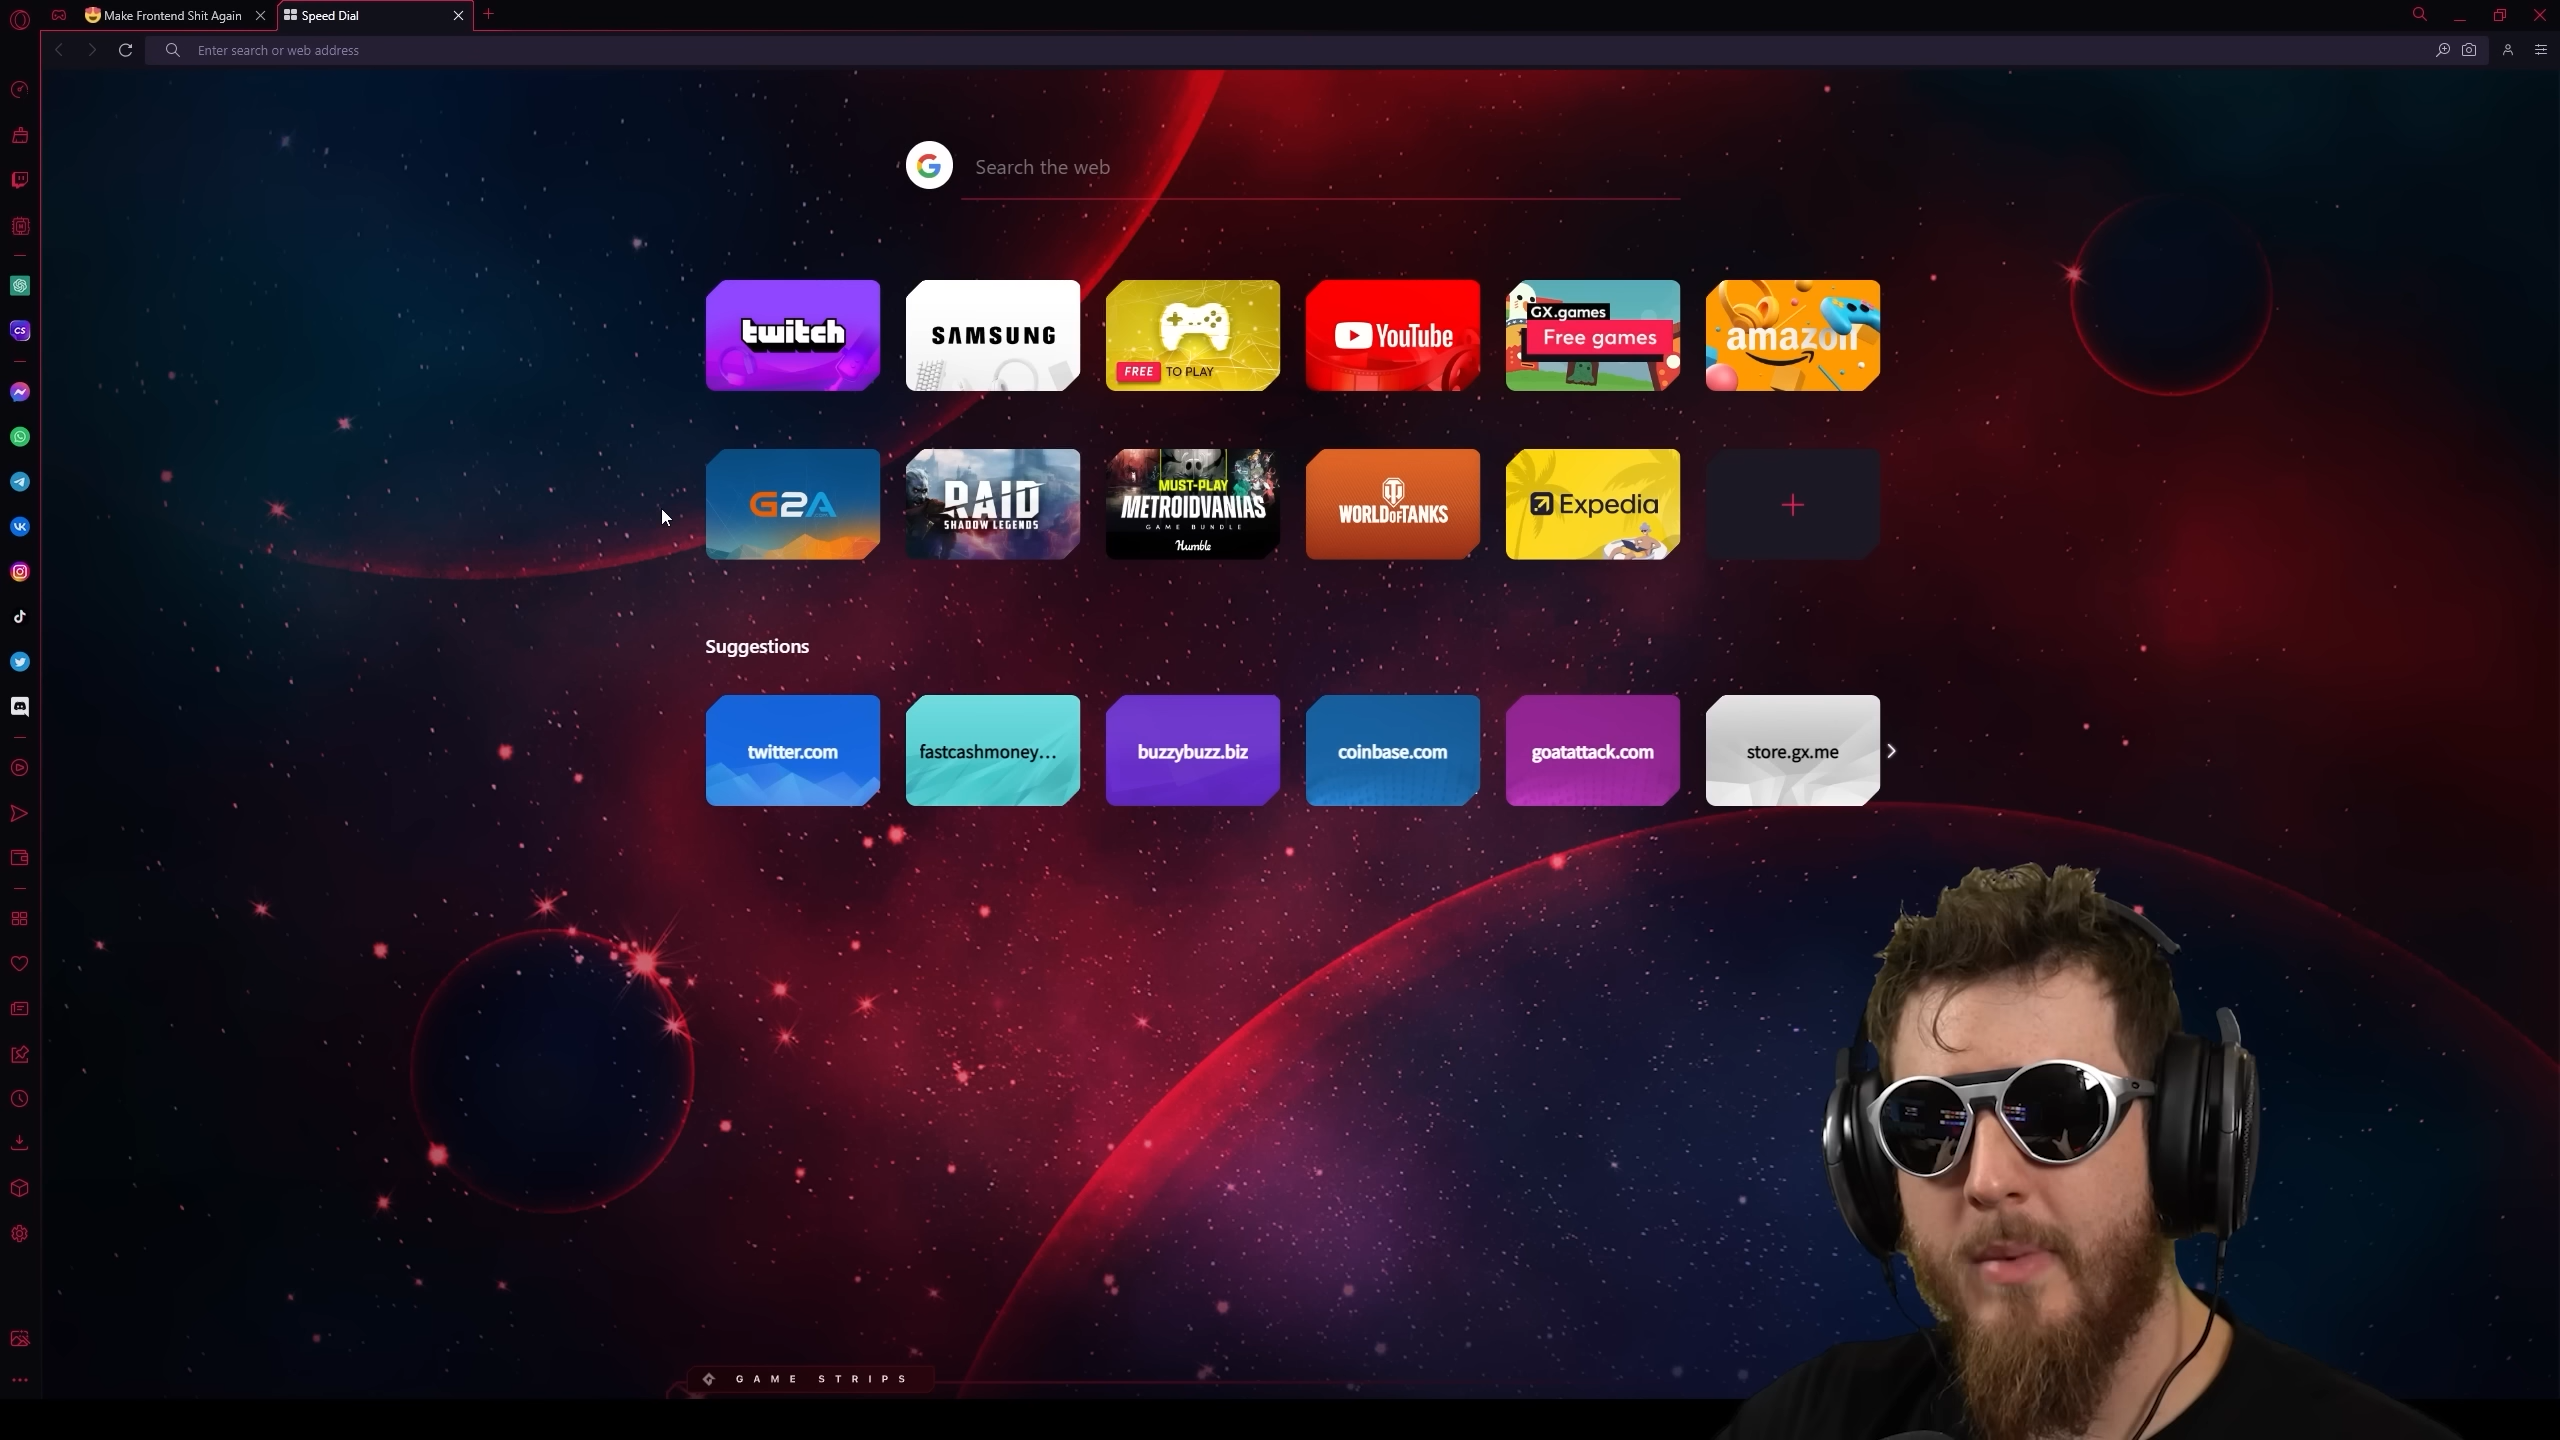 Make Frontend Shit Again
Speed Dial
Enter search or web address
Search the web
twitch
SAMSUNG
FREE TO PLAY
YouTube
GX.games
Free games
amazon
G2A
RAID
SHADOW LEGENDS
MUST-PLAY
METROIDVANIAS
GAME BUNDLE
Humble
WORLD OF TANKS
Expedia
Suggestions
twitter.com
fastcashmoney...
buzzybuzz.biz
coinbase.com
goatattack.com
store.gx.me
CS
GAME STRIPS